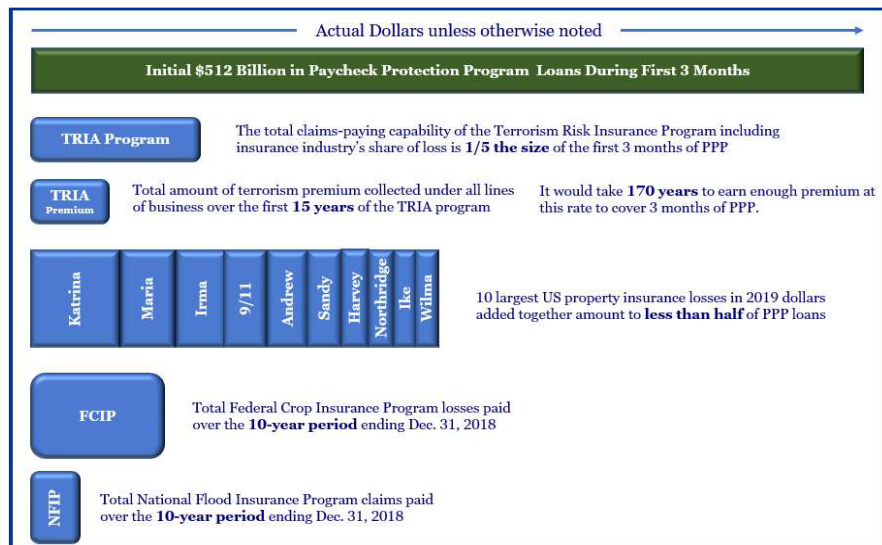 Actual Dollars unless otherwise noted
Initial $512 Billion in Paycheck Protection Program Loans During First 3 Months
TRIA Program
The total claims-paying capability of the Terrorism Risk Insurance Program including
insurance industry's share of loss is 1/5 the size of the first 3 months of PPP
TRIA
Premium
Total amount of terrorism premium collected under all lines
of business over the first 15 years of the TRIA program
It would take 170 years to earn enough premium at
this rate to cover 3 months of PPP.
Katrina
Maria
Irma
9/11
Andrew
Sandy
Harvey
Northridge
Ike
Wilma
10 largest US property insurance losses in 2019 dollars
added together amount to less than half of PPP loans
FCIP
Total Federal Crop Insurance Program losses paid
over the 10-year period ending Dec. 31, 2018
NFIP
Total National Flood Insurance Program claims paid
over the 10-year period ending Dec. 31, 2018